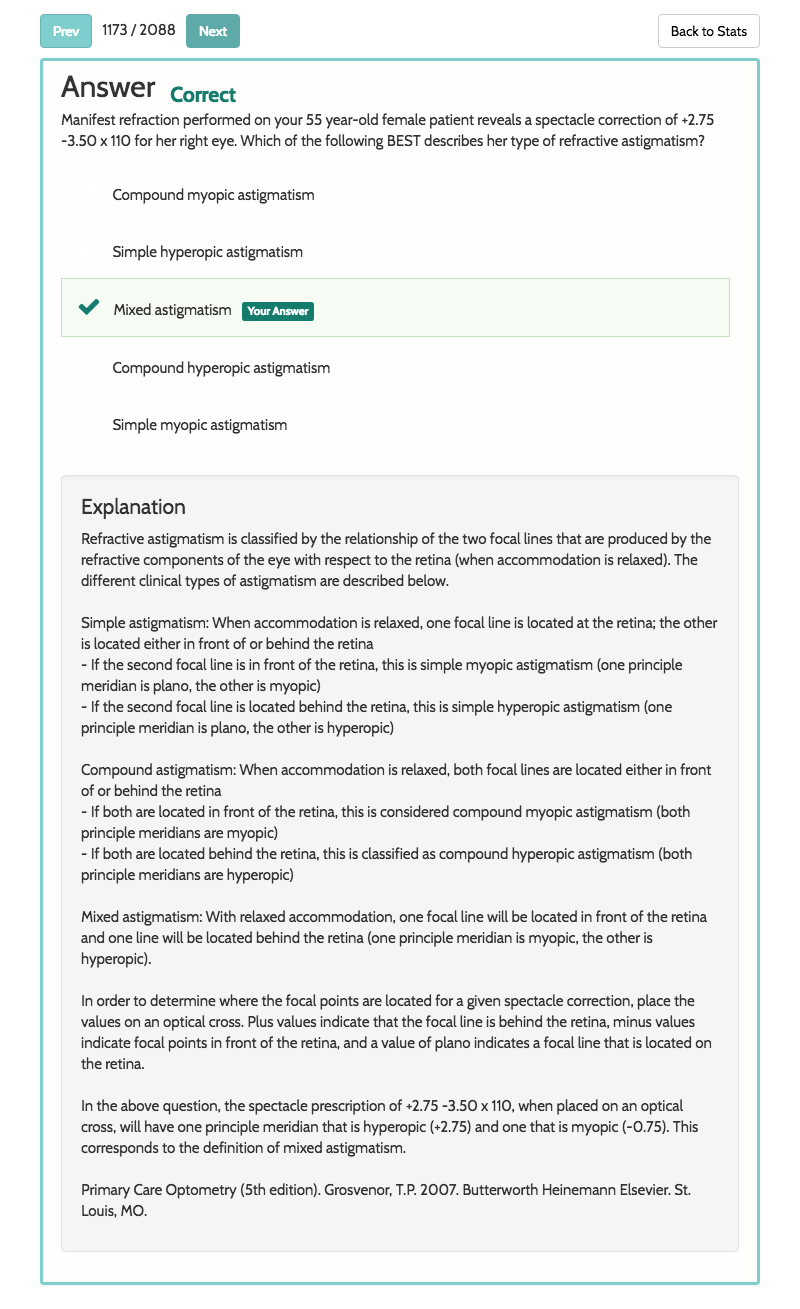 Prev 1173 / 2088 Next Back to Stats
Answer Correct
Manifest refraction performed on your 55 year-old female patient reveals a spectacle correction of +2.75
-3.50 x 110 for her right eye. Which of the following BEST describes her type of refractive astigmatism?
Compound myopic astigmatism
Simple hyperopic astigmatism
Mixed astigmatism Your Answer
Compound hyperopic astigmatism
Simple myopic astigmatism
Explanation
Refractive astigmatism is classified by the relationship of the two focal lines that are produced by the
refractive components of the eye with respect to the retina (when accommodation is relaxed). The
different clinical types of astigmatism are described below.
Simple astigmatism: When accommodation is relaxed, one focal line is located at the retina; the other
is located either in front of or behind the retina
- If the second focal line is in front of the retina, this is simple myopic astigmatism (one principle
meridian is plano, the other is myopic)
- If the second focal line is located behind the retina, this is simple hyperopic astigmatism (one
principle meridian is plano, the other is hyperopic)
Compound astigmatism: When accommodation is relaxed, both focal lines are located either in front
of or behind the retina
- If both are located in front of the retina, this is considered compound myopic astigmatism (both
principle meridians are myopic)
- If both are located behind the retina, this is classified as compound hyperopic astigmatism (both
principle meridians are hyperopic)
Mixed astigmatism: With relaxed accommodation, one focal line will be located in front of the retina
and one line will be located behind the retina (one principle meridian is myopic, the other is
hyperopic).
In order to determine where the focal points are located for a given spectacle correction, place the
values on an optical cross. Plus values indicate that the focal line is behind the retina, minus values
indicate focal points in front of the retina, and a value of plano indicates a focal line that is located on
the retina.
In the above question, the spectacle prescription of +2.75 -3.50 x 110, when placed on an optical
cross, will have one principle meridian that is hyperopic (+2.75) and one that is myopic (-0.75). This
corresponds to the definition of mixed astigmatism.
Primary Care Optometry (5th edition). Grosvenor, T.P. 2007. Butterworth Heinemann Elsevier. St.
Louis, MO.